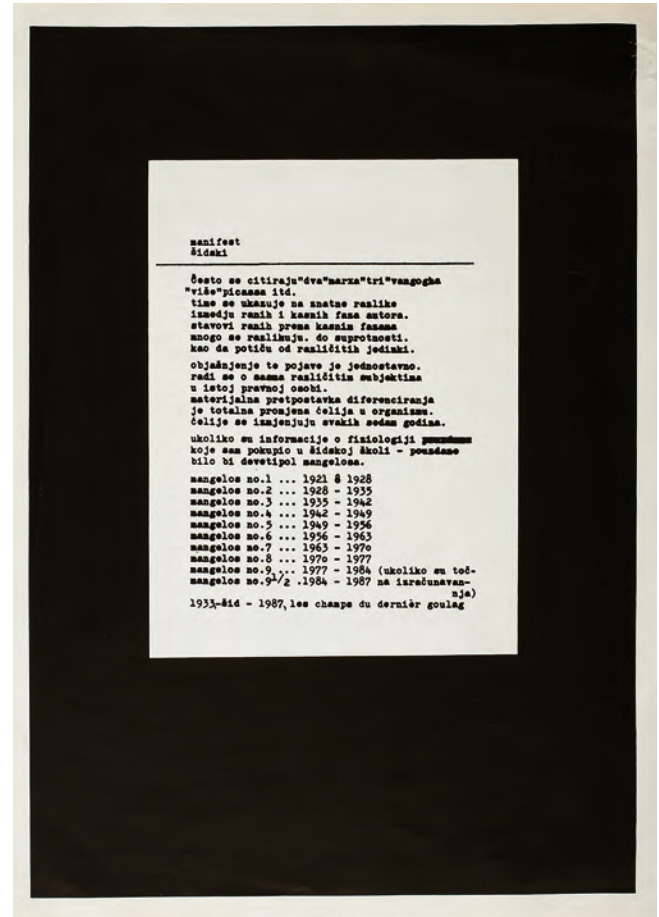 manifest
šidski
često se citiraju"dva"marxa"tri"vangogha
"više"picassa itd.
time se ukazuje na znatne razlike
izmedju ranih i kasnih faza autora.
stavovi ranih prema kasnim fazama
mnogo se razlikuju. do suprotnosti.
kao da potiču od različitih jedinki.
objašnjenje te pojave je jednostavno.
radi se o sasma različitim subjektima
u istoj pravnoj osobi.
materijalna pretpostavka diferenciranja
je totalna promjena ćelija u organizmu.
ćelije se izmjenjuju svakih sedam godina.
ukoliko su informacije o fiziologiji
koje sam pokupio u šidskoj školi - pouzdane
bilo bi devetipol mangelosa.
mangelos no.1 ... 1921 1928
mangelos no.2 ... 1928 - 1935
mangelos no.3 ... 1935 - 1942
mangelos no.4 ... 1942 - 1949
mangelos no.5 ... 1949 - 1956
mangelos no.6 ... 1956 - 1963
mangelos no.7 ... 1963 - 197o
mangelos no.8 ... 197o - 1977
mangelos no.9 ... 1977 - 1984 (ukoliko su toč-
mangelos no.9 1/2 .1984 - 1987 na izračunavan-
nja)
1933,-šid - 1987, les champs du dernièr goulag